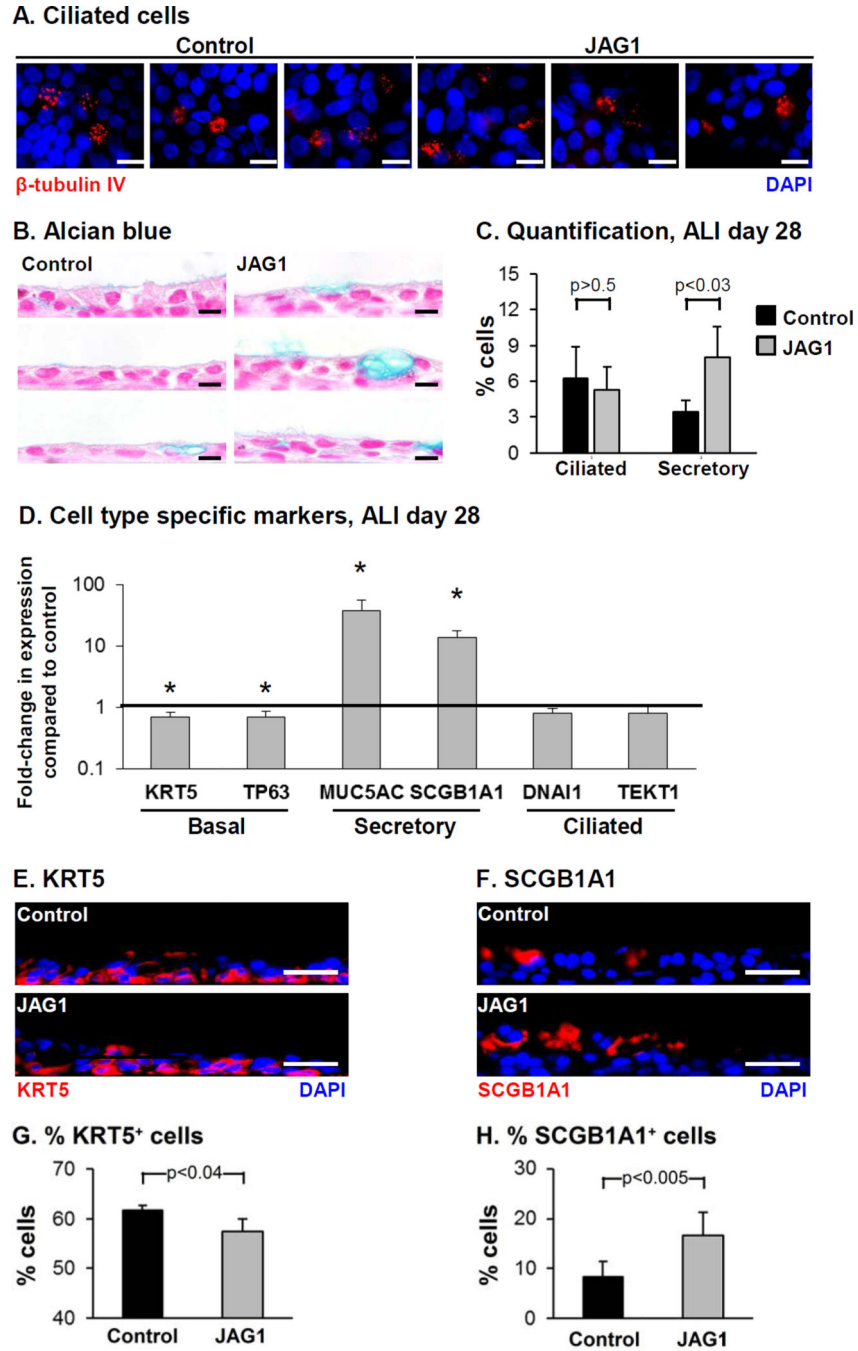 A. Ciliated cells
Control JAG1
β-tubulin IV DAPI
B. Alcian blue
Control JAG1
C. Quantification, ALI day 28
15
12
9
6
3
0
% cells
p>0.5 p<0.03
Control
JAG1
Ciliated Secretory
D. Cell type specific markers, ALI day 28
Fold-change in expression
compared to control
100
10
1
0.1
* * * *
KRT5 TP63 MUC5AC SCGB1A1 DNAI1 TEKT1
Basal Secretory Ciliated
E. KRT5
Control
JAG1
KRT5 DAPI
F. SCGB1A1
Control
JAG1
SCGB1A1 DAPI
G. % KRT5⁺ cells
70
60
50
40
% cells
p<0.04
Control JAG1
H. % SCGB1A1⁺ cells
30
20
10
0
% cells
p<0.005
Control JAG1